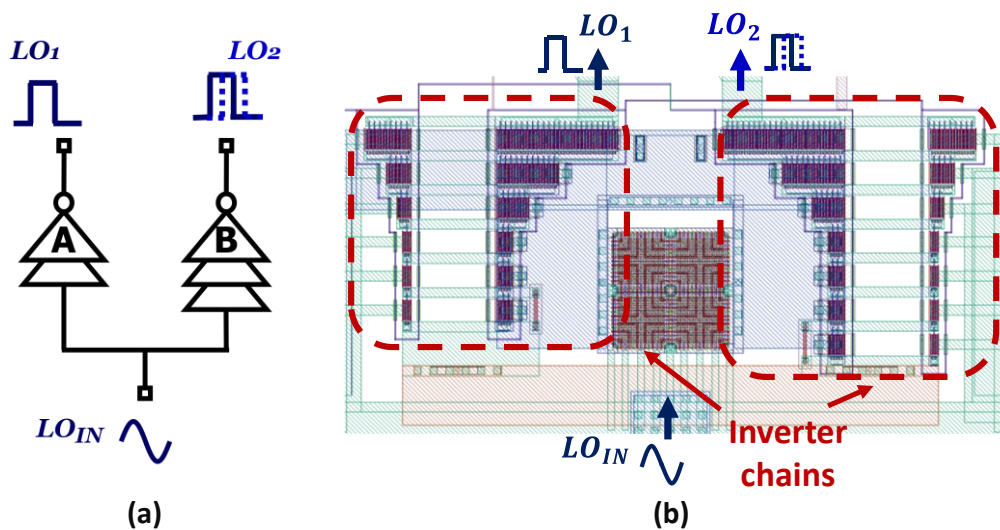 LO1
LO2
A
B
LOIN
(a)
LO1
LO2
LOIN
Inverter
chains
(b)